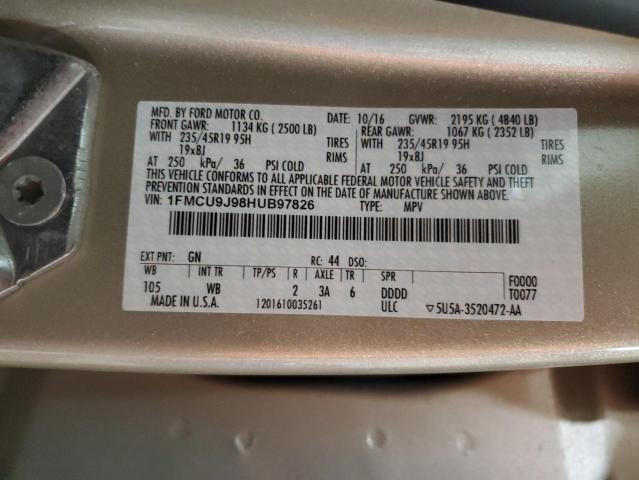 MFD. BY FORD MOTOR CO.
DATE: 10/16 GVWR: 2195 KG ( 4840 LB)
FRONT GAWR: 1134 KG ( 2500 LB) REAR GAWR: 1067 KG ( 2352 LB)
WITH 235/45R19 95H TIRES WITH 235/45R19 95H TIRES
19x8J RIMS 19x8J RIMS
AT 250 kPa/ 36 PSI COLD AT 250 kPa/ 36 PSI COLD
THIS VEHICLE CONFORMS TO ALL APPLICABLE FEDERAL MOTOR VEHICLE SAFETY AND THEFT
PREVENTION STANDARDS IN EFFECT ON THE DATE OF MANUFACTURE SHOWN ABOVE.
VIN: 1FMCU9J98HUB97826 TYPE: MPV
EXT PNT: GN RC: 44 DSO: F0000
WB INT TR TP/PS R AXLE TR SPR T0077
105 WB 2 3A 6 DDDD
MADE IN U.S.A. 1201610035261 ULC ▽5U5A-3520472-AA